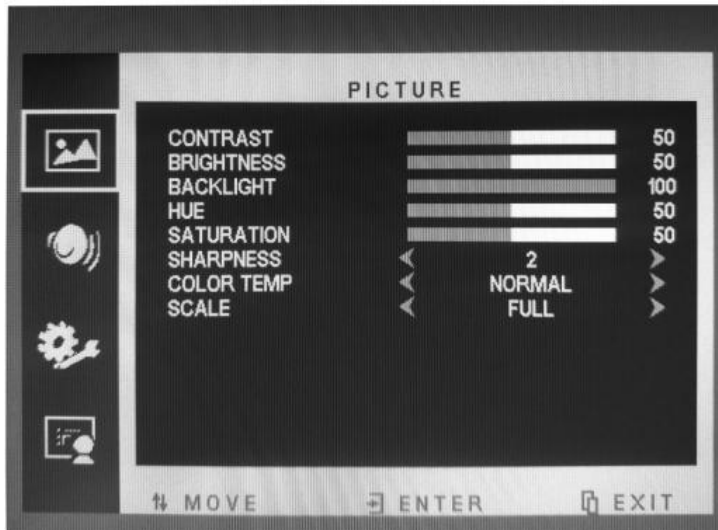 PICTURE
CONTRAST 50
BRIGHTNESS 50
BACKLIGHT 100
HUE 50
SATURATION 50
SHARPNESS 2
COLOR TEMP NORMAL
SCALE FULL
MOVE ENTER EXIT